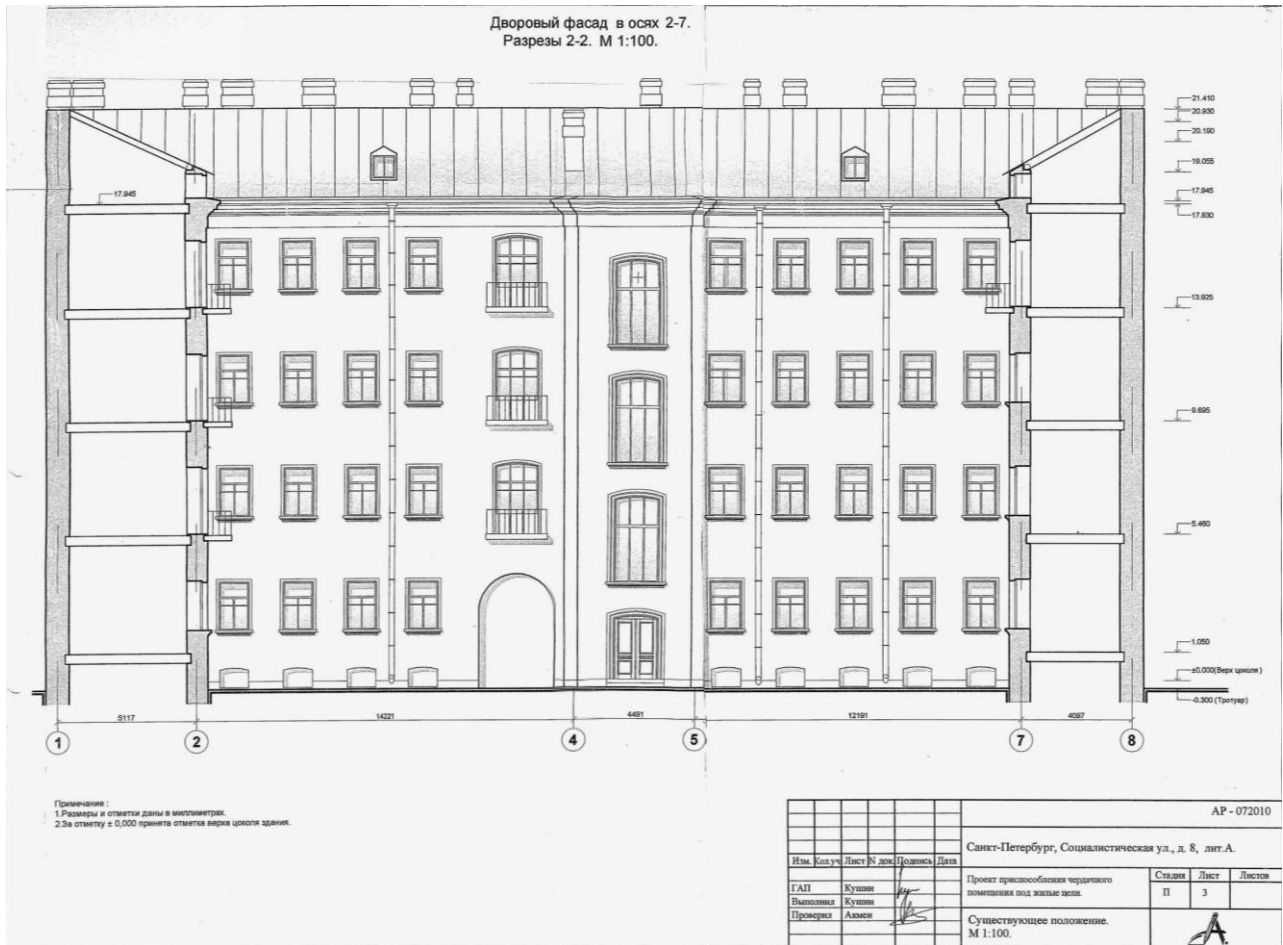 Дворовый фасад в осях 2-7.
Разрезы 2-2. М 1:100.
21.410
20.930
20.190
19.055
17.945
17.945
17.830
13.925
9.695
5.460
1.050
±0.000(Верх цоколя )
-0.300 (Тротуар)
5117
14221
4491
12191
4097
1
2
4
5
7
8
Примечание :
1.Размеры и отметки даны в миллиметрах.
2.За отметку ± 0,000 принята отметка верха цоколя здания.
АР - 072010
Санкт-Петербург, Социалистическая ул., д. 8, лит.А.
Изм. Кол.уч Лист N док. Подпись Дата
ГАП Кушин
Выполнил Кушин
Проверил Акмен
Проект приспособления чердачного
помещения под жилые цели.
Стадия Лист Листов
П 3
Существующее положение.
М 1:100.